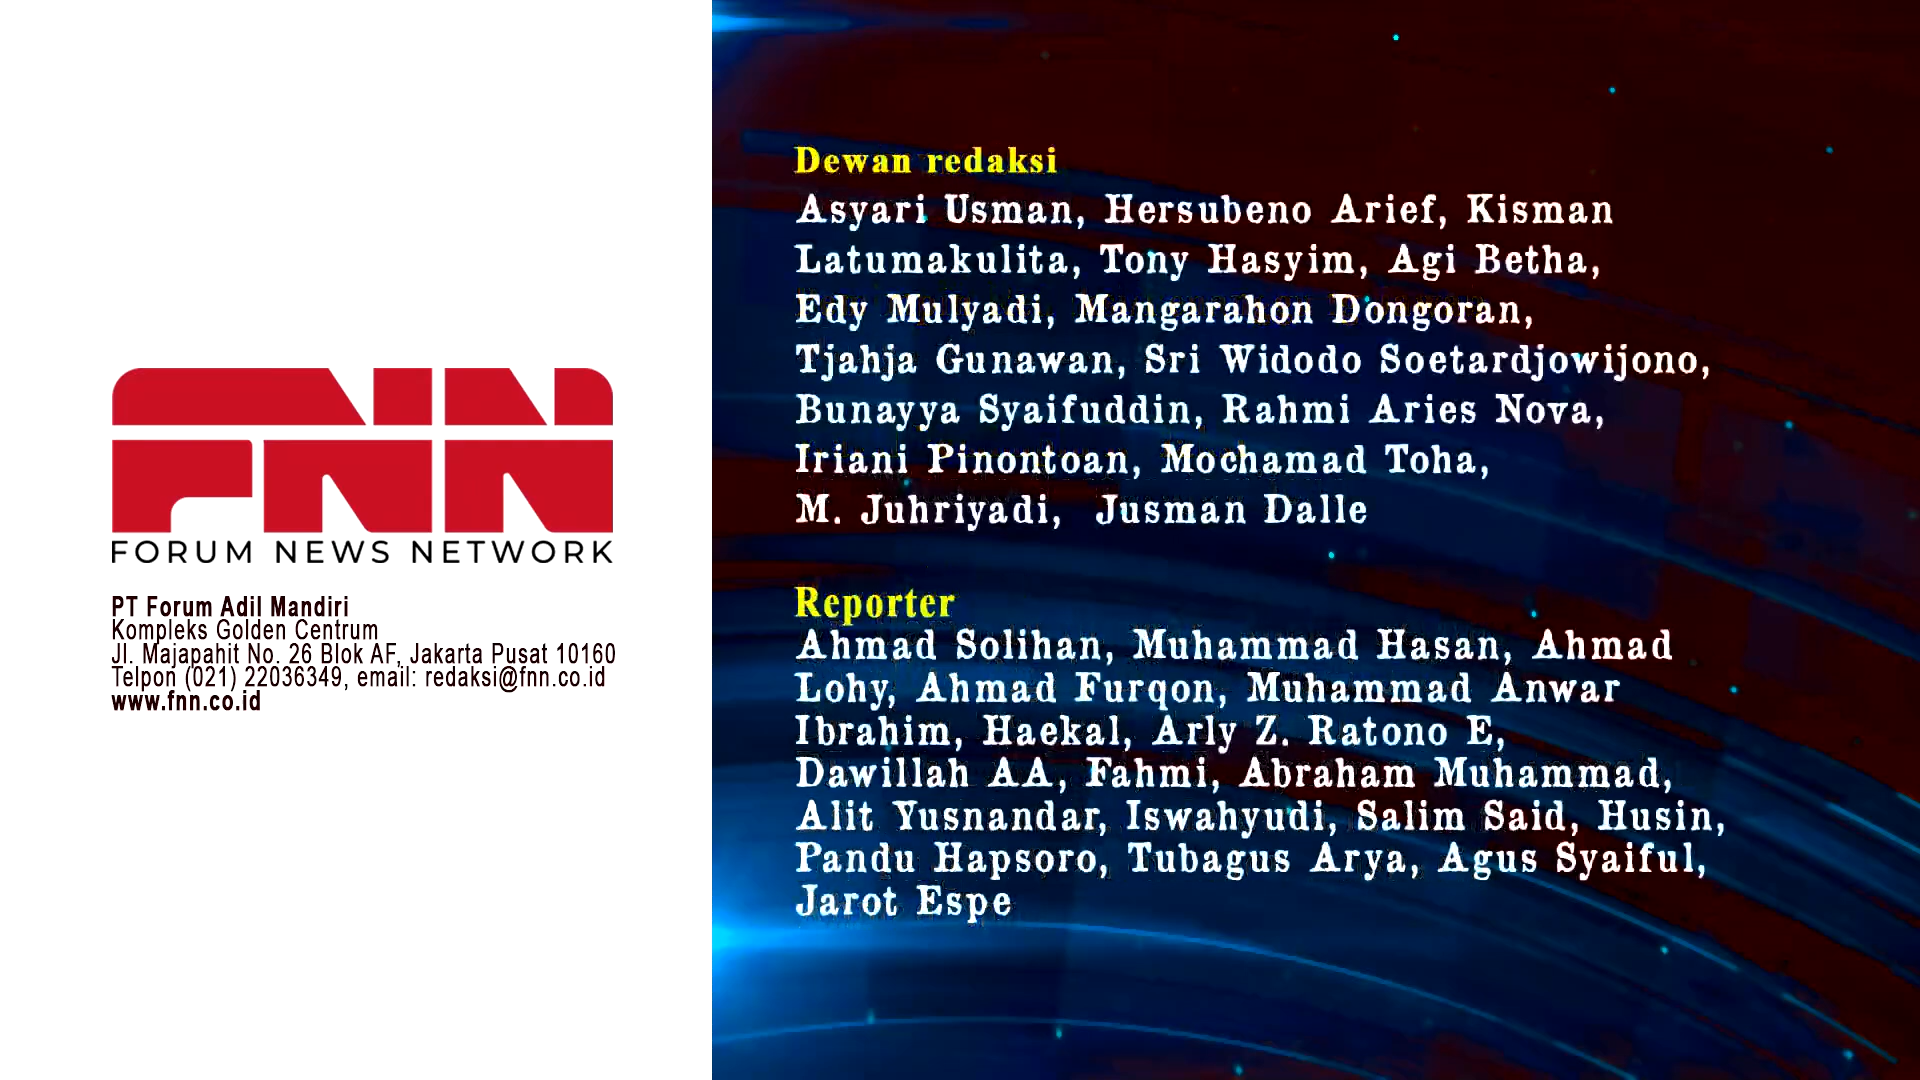 FNN
FORUM NEWS NETWORK
PT Forum Adil Mandiri
Kompleks Golden Centrum
Jl. Majapahit No. 26 Blok AF, Jakarta Pusat 10160
Telpon (021) 22036349, email: redaksi@fnn.co.id
www.fnn.co.id
Dewan redaksi
Asyari Usman, Hersubeno Arief, Kisman
Latumakulita, Tony Hasyim, Agi Betha,
Edy Mulyadi, Mangarahon Dongoran,
Tjahja Gunawan, Sri Widodo Soetardjowijono,
Bunayya Syaifuddin, Rahmi Aries Nova,
Iriani Pinontoan, Mochamad Toha,
M. Juhriyadi,  Jusman Dalle
Reporter
Ahmad Solihan, Muhammad Hasan, Ahmad
Lohy, Ahmad Furqon, Muhammad Anwar
Ibrahim, Haekal, Arly Z. Ratono E,
Dawillah AA, Fahmi, Abraham Muhammad,
Alit Yusnandar, Iswahyudi, Salim Said, Husin,
Pandu Hapsoro, Tubagus Arya, Agus Syaiful,
Jarot Espe